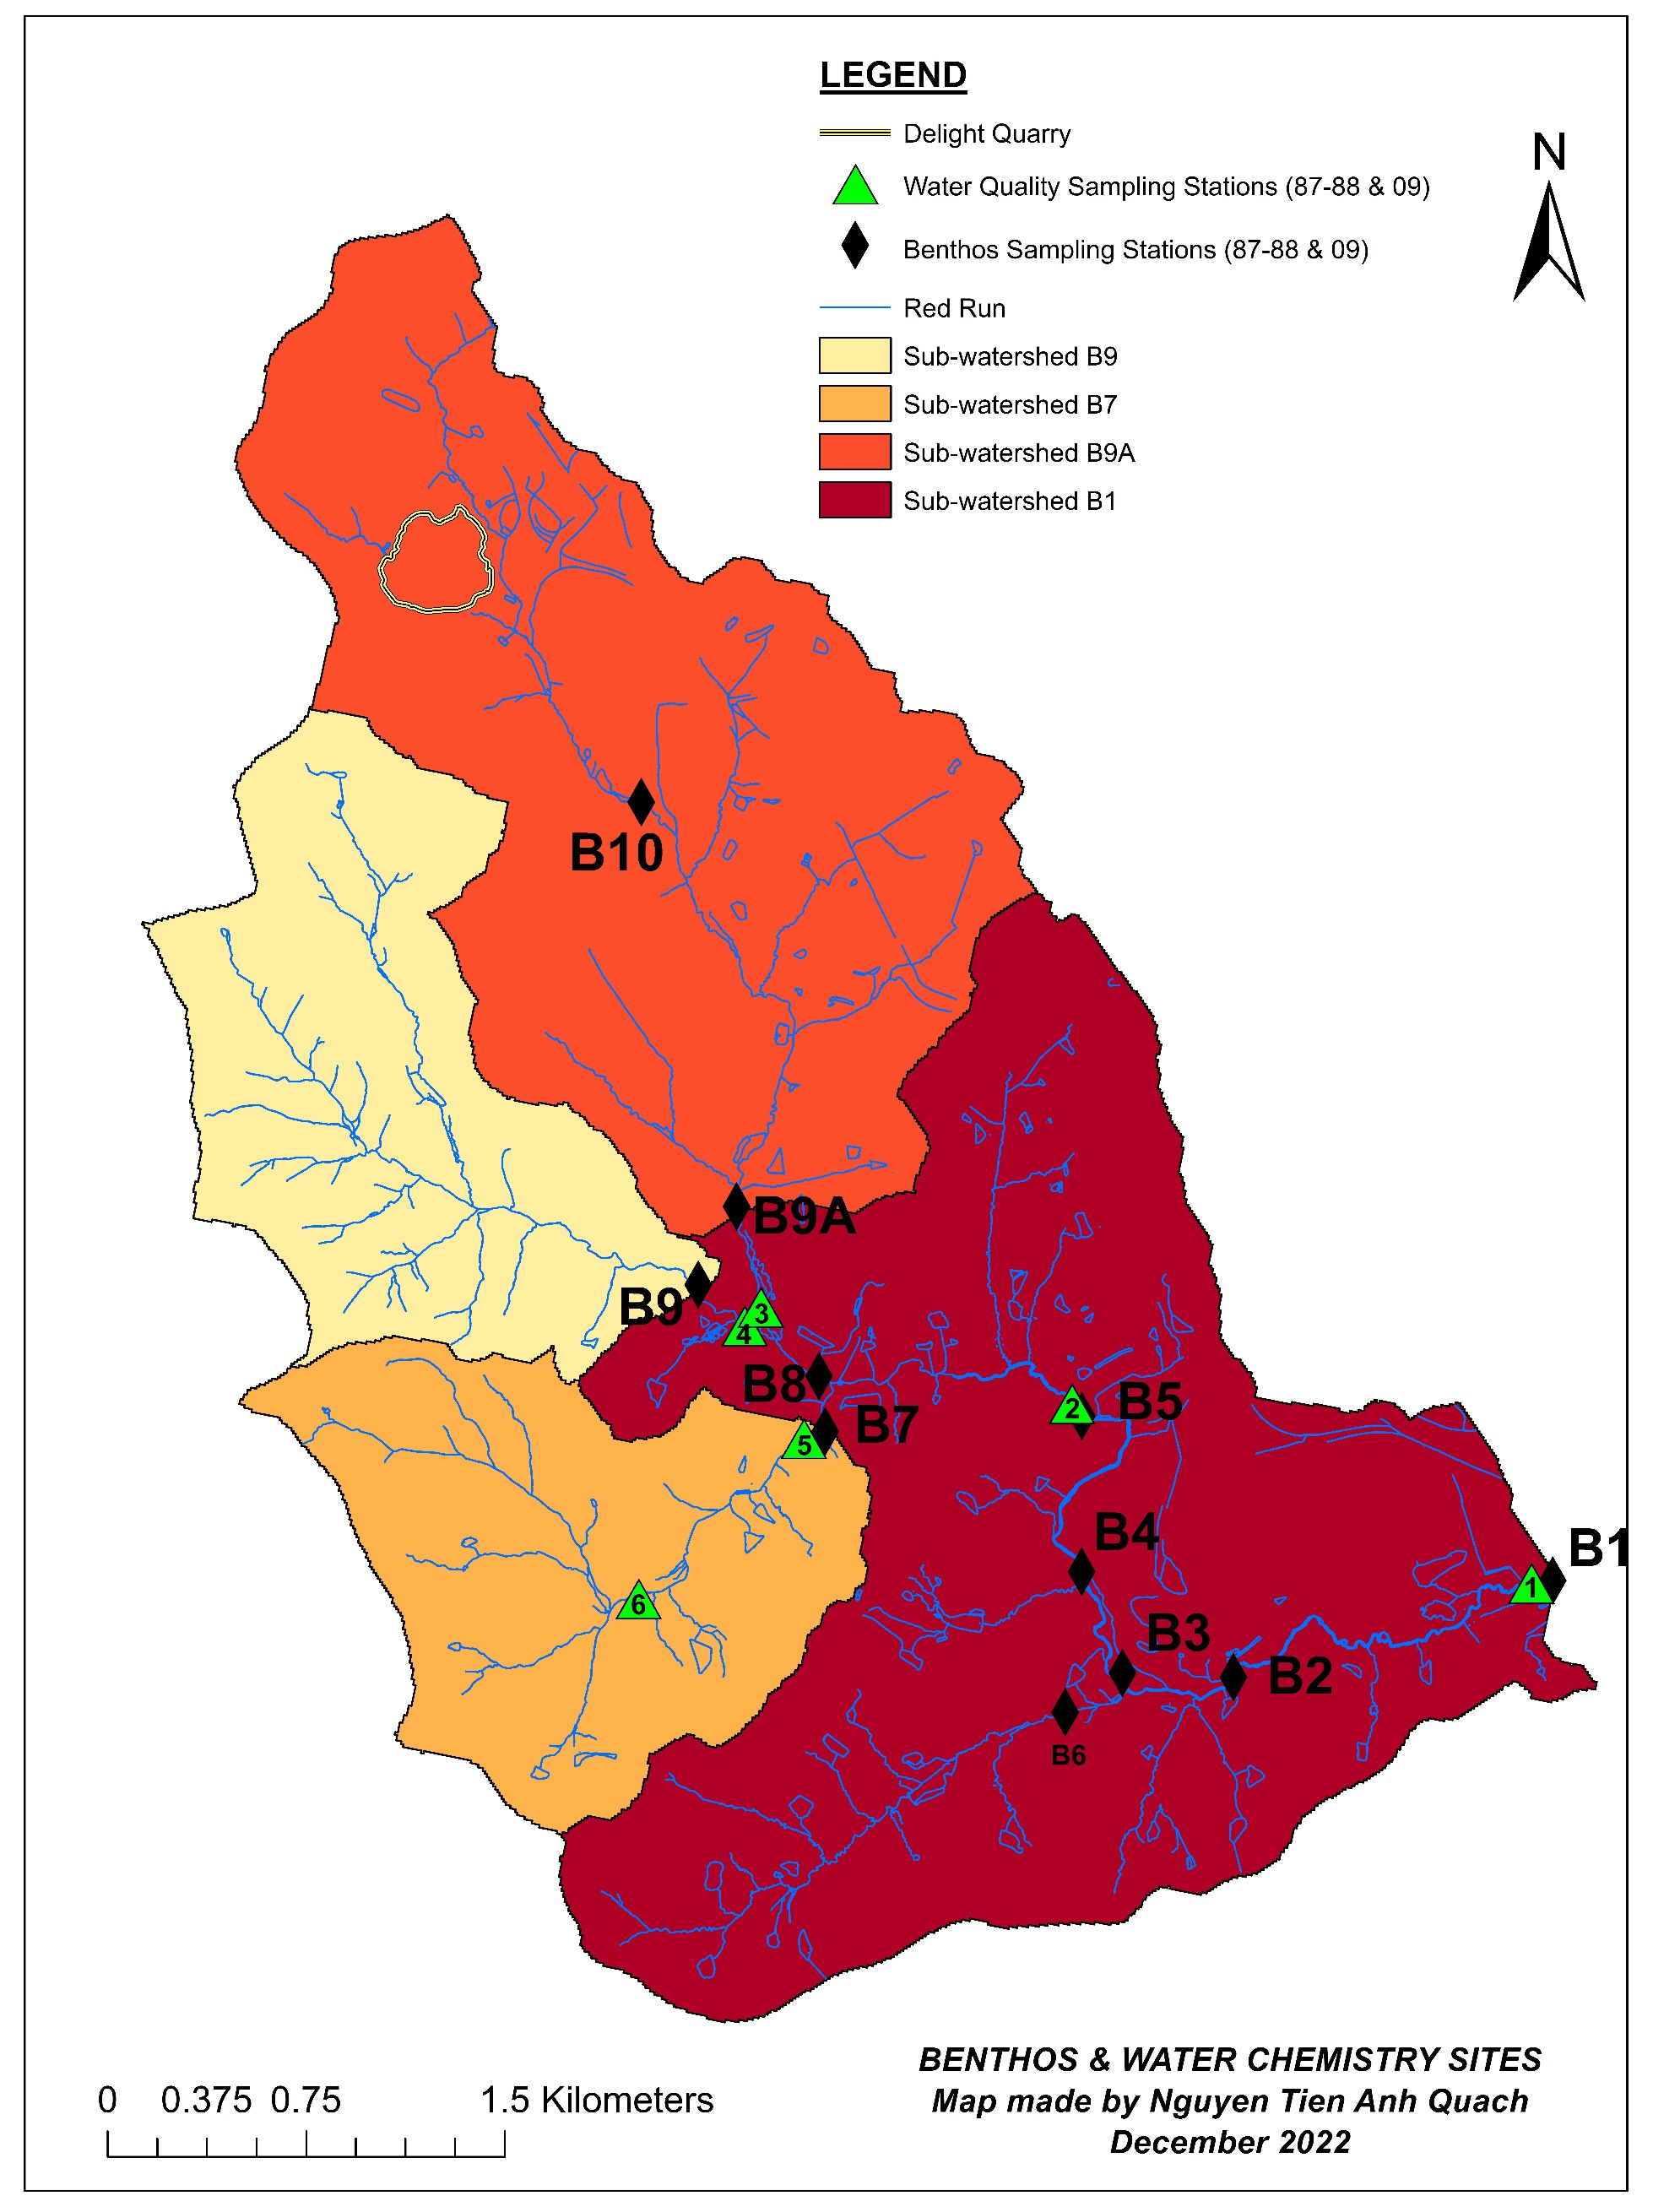 LEGEND
Delight Quarry
Water Quality Sampling Stations (87-88 & 09)
Benthos Sampling Stations (87-88 & 09)
Red Run
Sub-watershed B9
Sub-watershed B7
Sub-watershed B9A
Sub-watershed B1
N
B10
B9A
B9
3
4
B8
B7
5
2
B5
B4
B1
1
6
B3
B2
B6
BENTHOS & WATER CHEMISTRY SITES
Map made by Nguyen Tien Anh Quach
December 2022
0 0.375 0.75 1.5 Kilometers